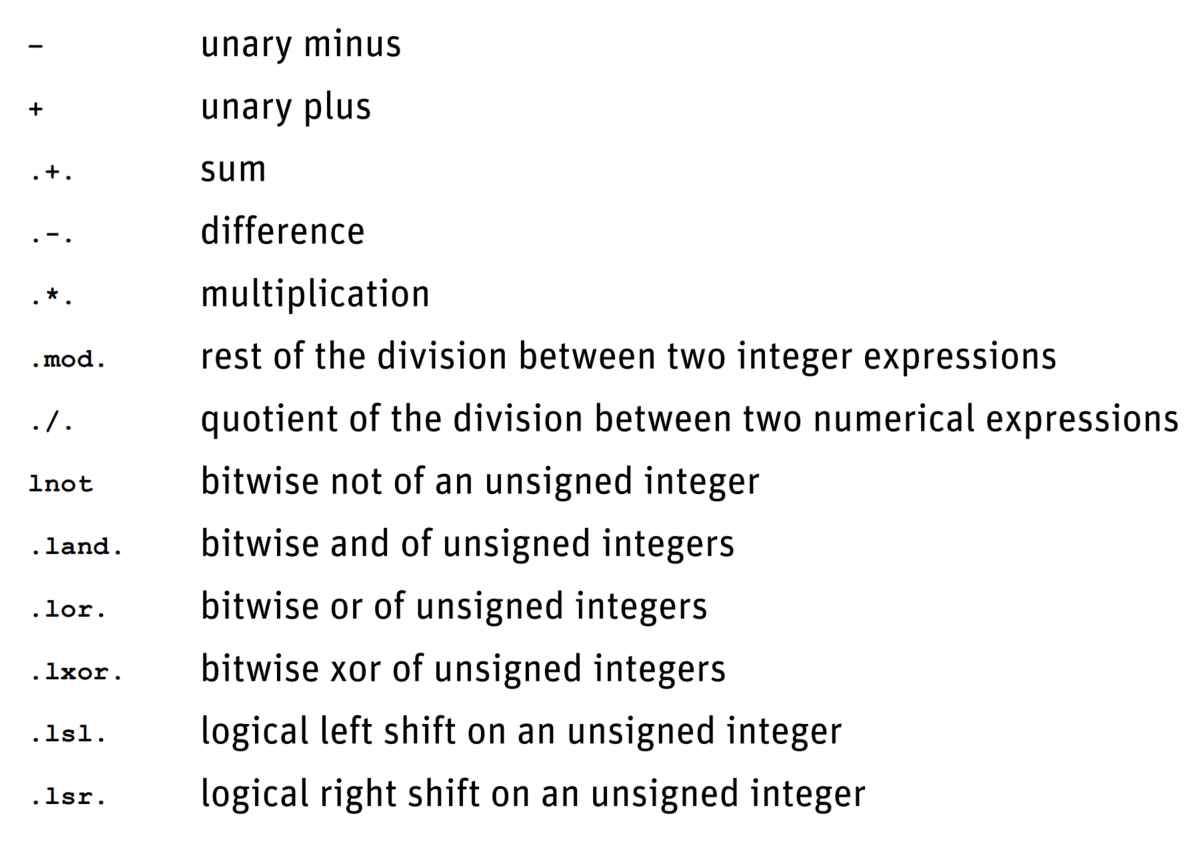 – unary minus
+ unary plus
.+. sum
.-. difference
.*. multiplication
.mod. rest of the division between two integer expressions
./. quotient of the division between two numerical expressions
lnot bitwise not of an unsigned integer
.land. bitwise and of unsigned integers
.lor. bitwise or of unsigned integers
.lxor. bitwise xor of unsigned integers
.lsl. logical left shift on an unsigned integer
.lsr. logical right shift on an unsigned integer